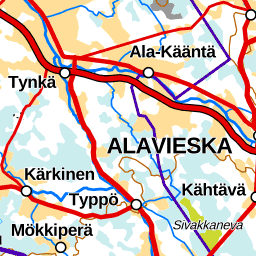 Ala-Kääntä
Tynkä
ALAVIESKA
Kärkinen
Kähtävä
Typpö
Sivakkaneva
Mökkiperä